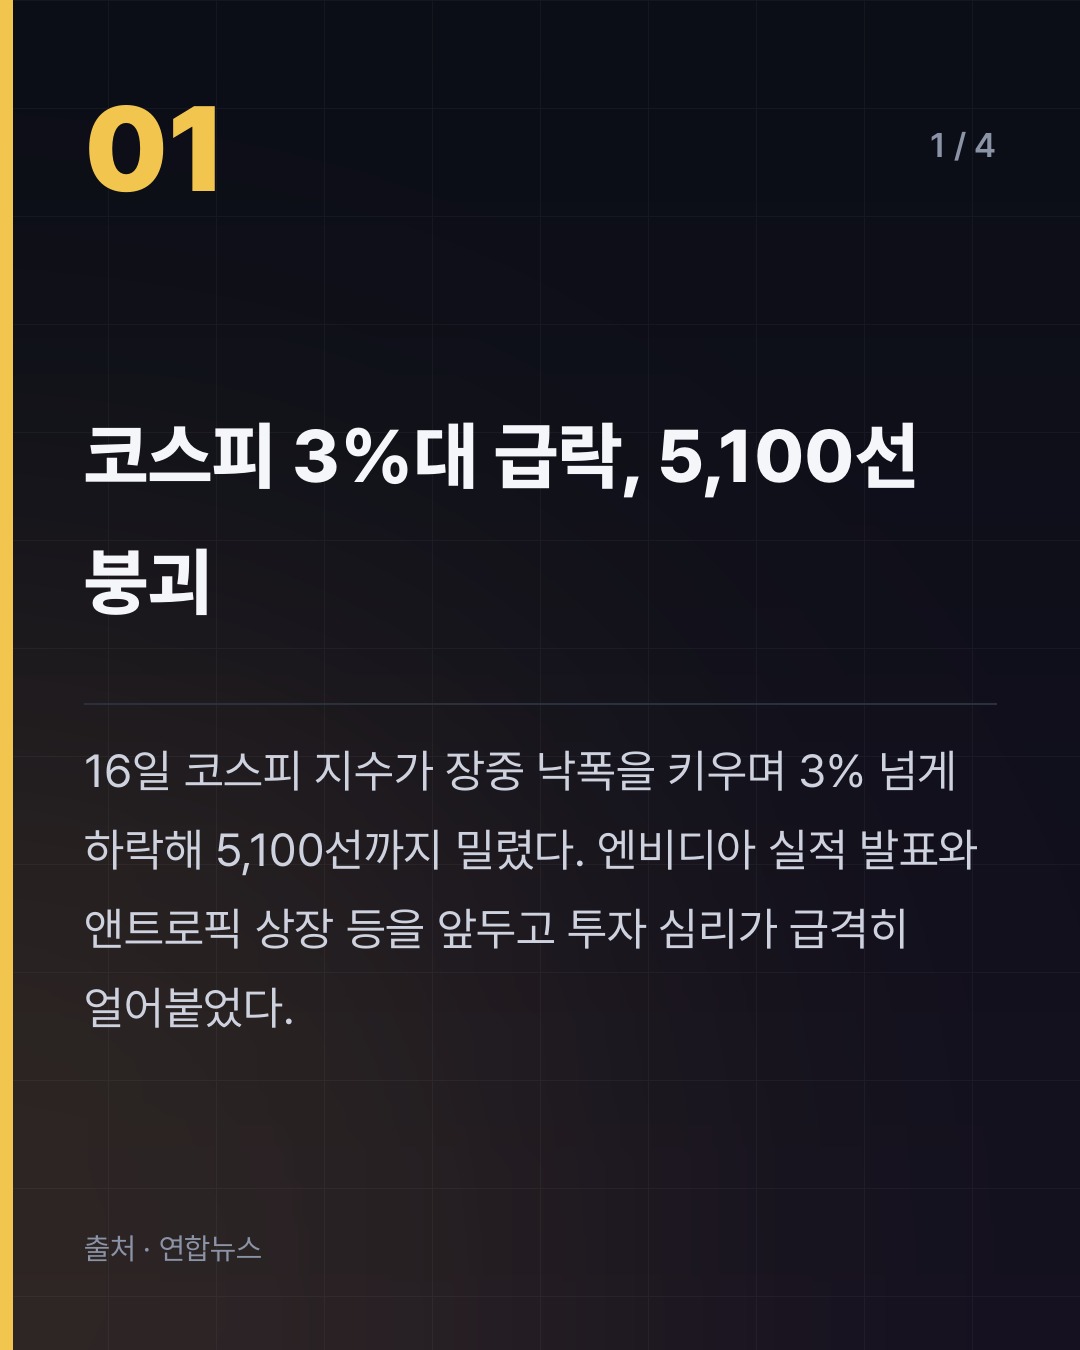 01
1 / 4
코스피 3%대 급락, 5,100선
붕괴
16일 코스피 지수가 장중 낙폭을 키우며 3% 넘게
하락해 5,100선까지 밀렸다. 엔비디아 실적 발표와
앤트로픽 상장 등을 앞두고 투자 심리가 급격히
얼어붙었다.
출처 · 연합뉴스